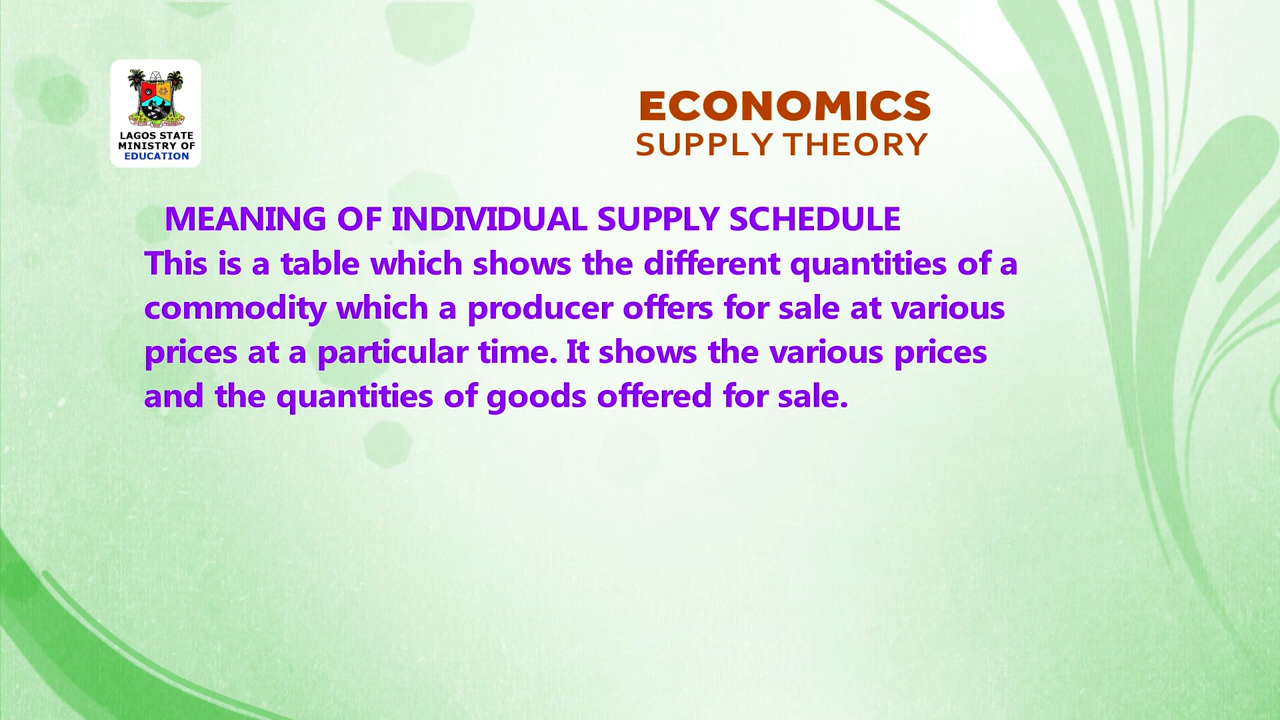 LAGOS STATE
MINISTRY OF
EDUCATION
ECONOMICS
SUPPLY THEORY
MEANING OF INDIVIDUAL SUPPLY SCHEDULE
This is a table which shows the different quantities of a
commodity which a producer offers for sale at various
prices at a particular time. It shows the various prices
and the quantities of goods offered for sale.